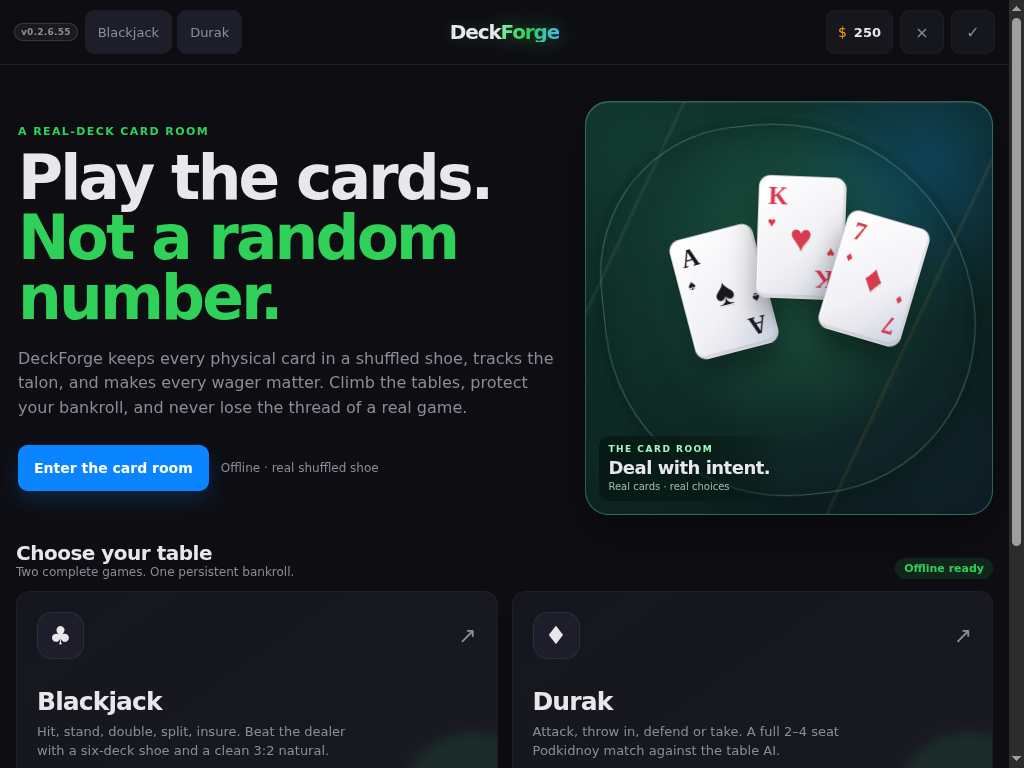 v0.2.6.55
Blackjack
Durak
DeckForge
$ 250
×
✓
A REAL-DECK CARD ROOM
Play the cards.
Not a random
number.
DeckForge keeps every physical card in a shuffled shoe, tracks the
talon, and makes every wager matter. Climb the tables, protect
your bankroll, and never lose the thread of a real game.
Enter the card room
Offline · real shuffled shoe
A
♠
♠
♠
A
K
♥
♥
♥
K
7
♦
♦
♦
7
THE CARD ROOM
Deal with intent.
Real cards · real choices
Choose your table
Two complete games. One persistent bankroll.
Offline ready
♣
↗
Blackjack
Hit, stand, double, split, insure. Beat the dealer
with a six-deck shoe and a clean 3:2 natural.
♦
↗
Durak
Attack, throw in, defend or take. A full 2–4 seat
Podkidnoy match against the table AI.